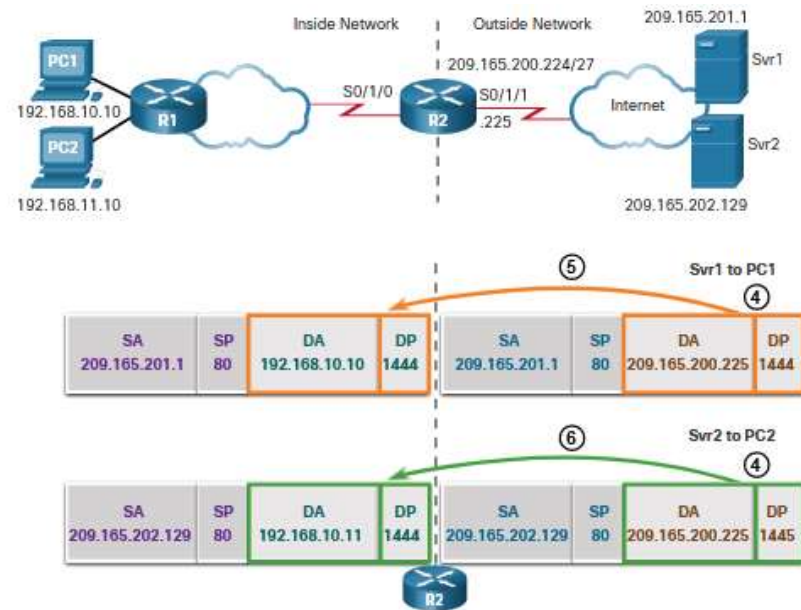 209.165.201.1
Inside Network
Outside Network
PC1
209.165.200.224/27
Svr1
S0/1/0
S0/1/1
Internet
192.168.10.10
R1
R2
.225
PC2
Svr2
192.168.11.10
209.165.202.129
5
Svr1 to PC1
4
SA SP DA DP SA SP DA DP
209.165.201.1 80 192.168.10.10 1444 209.165.201.1 80 209.165.200.225 1444
6
Svr2 to PC2
4
SA SP DA DP SA SP DA DP
209.165.202.129 80 192.168.10.11 1444 209.165.202.129 80 209.165.200.225 1445
R2